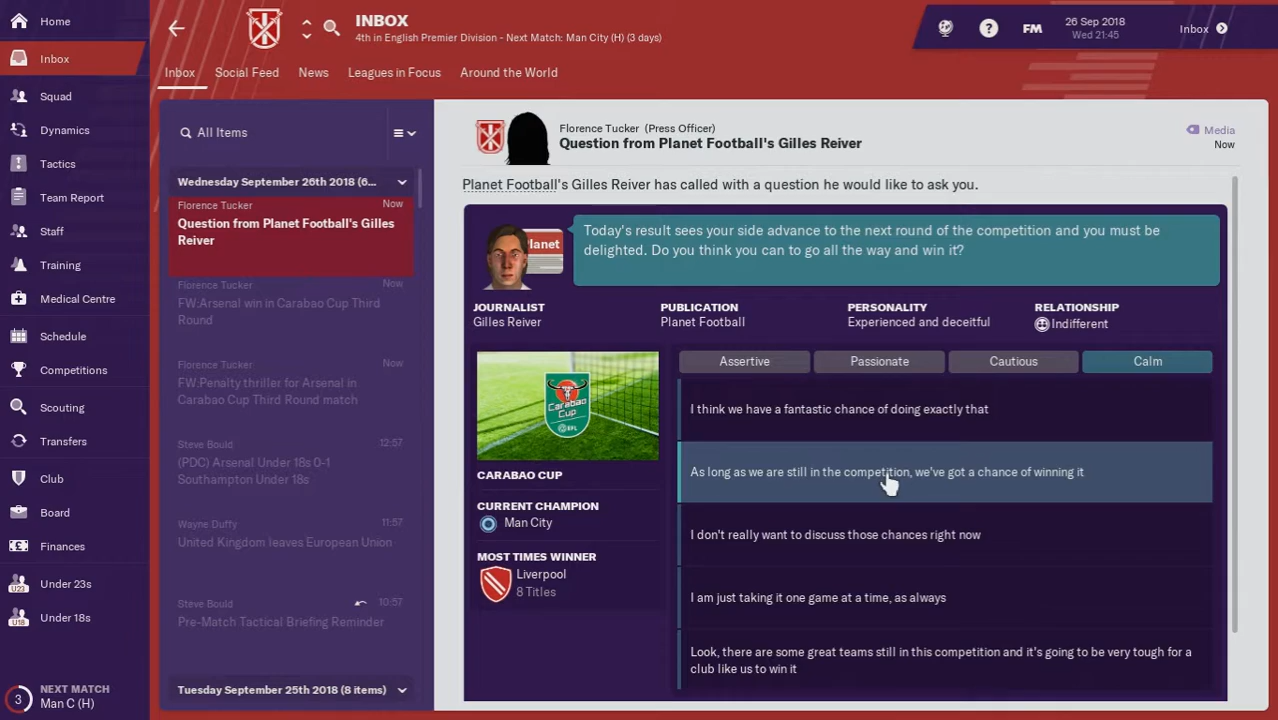 Home
Inbox
Squad
Dynamics
Tactics
Team Report
Staff
Training
Medical Centre
Schedule
Competitions
Scouting
Transfers
Club
Board
Finances
U23
Under 23s
U18
Under 18s
3
NEXT MATCH
Man C (H)
INBOX
4th in English Premier Division - Next Match: Man City (H) (3 days)
?
FM
26 Sep 2018
Wed 21:45
Inbox
Inbox
Social Feed
News
Leagues in Focus
Around the World
All Items
Wednesday September 26th 2018 (6...
Florence Tucker
Now
Question from Planet Football's Gilles
Reiver
Florence Tucker
Now
FW:Arsenal win in Carabao Cup Third
Round
Florence Tucker
Now
FW:Penalty thriller for Arsenal in
Carabao Cup Third Round match
Steve Bould
12:57
(PDC) Arsenal Under 18s 0-1
Southampton Under 18s
Wayne Duffy
11:57
United Kingdom leaves European Union
Steve Bould
10:57
Pre-Match Tactical Briefing Reminder
Tuesday September 25th 2018 (8 items)
Florence Tucker (Press Officer)
Question from Planet Football's Gilles Reiver
Media
Now
Planet Football's Gilles Reiver has called with a question he would like to ask you.
Planet
Today's result sees your side advance to the next round of the competition and you must be
delighted. Do you think you can to go all the way and win it?
JOURNALIST
Gilles Reiver
PUBLICATION
Planet Football
PERSONALITY
Experienced and deceitful
RELATIONSHIP
Indifferent
Carabao
CUP
EFL
CARABAO CUP
CURRENT CHAMPION
Man City
MOST TIMES WINNER
Liverpool
8 Titles
Assertive
Passionate
Cautious
Calm
I think we have a fantastic chance of doing exactly that
As long as we are still in the competition, we've got a chance of winning it
I don't really want to discuss those chances right now
I am just taking it one game at a time, as always
Look, there are some great teams still in this competition and it's going to be very tough for a
club like us to win it